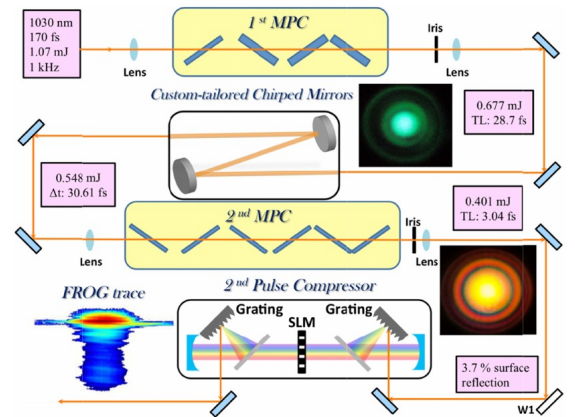 1030 nm
170 fs
1.07 mJ
1 kHz
Lens
1st MPC
Iris
Lens
Custom-tailored Chirped Mirrors
0.677 mJ
TL: 28.7 fs
0.548 mJ
Δt: 30.61 fs
Lens
2nd MPC
Iris
Lens
0.401 mJ
TL: 3.04 fs
2nd Pulse Compressor
FROG trace
Grating
SLM
Grating
3.7 % surface
reflection
W1